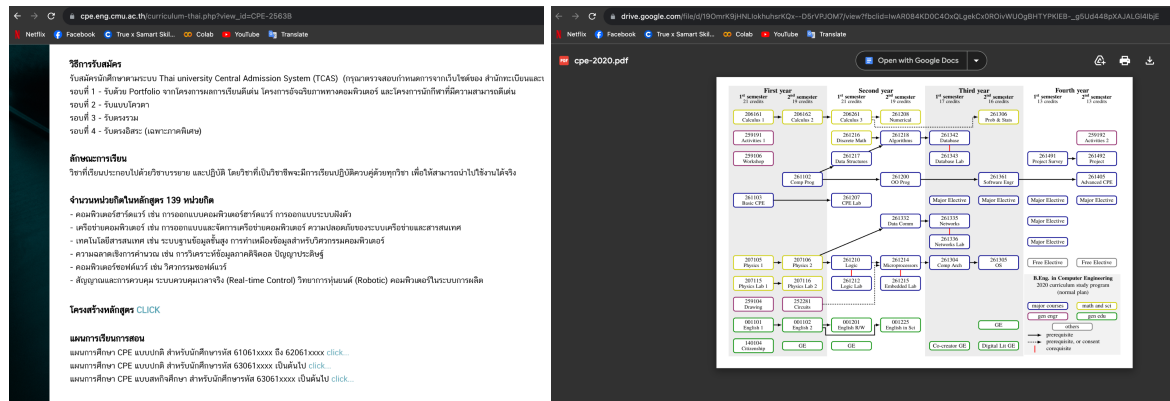 cpe.eng.cmu.ac.th/curriculum-thai.php?view_id=CPE-2563B
Netflix Facebook True x Samart Skil... Colab YouTube Translate
วิธีการรับสมัคร
รับสมัครนักศึกษาตามระบบ Thai university Central Admission System (TCAS) (กรุณาตรวจสอบกำหนดการจากเว็บไซต์ของ สำนักทะเบียนและ
รอบที่ 1 - รับด้วย Portfolio จากโครงการผลการเรียนดีเด่น โครงการอัจฉริยภาพทางคอมพิวเตอร์ และโครงการนักกีฬาที่มีความสามารถดีเด่น
รอบที่ 2 - รับแบบโควตา
รอบที่ 3 - รับตรงรวม
รอบที่ 4 - รับตรงอิสระ (เฉพาะภาคพิเศษ)
ลักษณะการเรียน
วิชาที่เรียนประกอบไปด้วยวิชาบรรยาย และปฏิบัติ โดยวิชาที่เป็นวิชาชีพจะมีการเรียนปฏิบัติควบคู่ด้วยทุกวิชา เพื่อให้สามารถนำไปใช้งานได้จริง
จำนวนหน่วยกิตในหลักสูตร 139 หน่วยกิต
- คอมพิวเตอร์ฮาร์ดแวร์ เช่น การออกแบบคอมพิวเตอร์ฮาร์ดแวร์ การออกแบบระบบฝังตัว
- เครือข่ายคอมพิวเตอร์ เช่น การออกแบบและจัดการเครือข่ายคอมพิวเตอร์ ความปลอดภัยของระบบเครือข่ายและสารสนเทศ
- เทคโนโลยีสารสนเทศ เช่น ระบบฐานข้อมูลขั้นสูง การทำเหมืองข้อมูลสำหรับวิศวกรรมคอมพิวเตอร์
- ความฉลาดเชิงการคำนวณ เช่น การวิเคราะห์ข้อมูลภาคดิจิตอล ปัญญาประดิษฐ์
- คอมพิวเตอร์ซอฟต์แวร์ เช่น วิศวกรรมซอฟต์แวร์
- สัญญาณและการควบคุม ระบบควบคุมเวลาจริง (Real-time Control) วิทยาการหุ่นยนต์ (Robotic) คอมพิวเตอร์ในระบบการผลิต
โครงสร้างหลักสูตร CLICK
แผนการเรียนการสอน
แผนการศึกษา CPE แบบปกติ สำหรับนักศึกษารหัส 61061xxxx ถึง 62061xxxx click...
แผนการศึกษา CPE แบบปกติ สำหรับนักศึกษารหัส 63061xxxx เป็นต้นไป click...
แผนการศึกษา CPE แบบสหกิจศึกษา สำหรับนักศึกษารหัส 63061xxxx เป็นต้นไป click...
Netflix Facebook True x Samart Skil... Colab YouTube Translate
PDF cpe-2020.pdf Open with Google Docs
First year Second year Third year Fourth year
1st semester 2nd semester 1st semester 2nd semester 1st semester 2nd semester 1st semester 2nd semester
21 credits 19 credits 21 credits 19 credits 17 credits 16 credits 13 credits 13 credits
206161 206162 206261 261208 261306
Calculus 1 Calculus 2 Calculus 3 Numerical Prob & Stats
259191 261216 261218 261342 259192
Activities 1 Discrete Math Algorithms Database Activities 2
259106 261217 261343 261491 261492
Workshop Data Structures Database Lab Project Survey Project
261102 261200 261361 261405
Comp Prog OO Prog Software Engr Advanced CPE
261103 261207 Major Elective Major Elective Major Elective Major Elective
Basic CPE CPE Lab
261332 261335 Major Elective
Data Comm Networks
261336 Major Elective
Networks Lab
207105 207106 261210 261214 261304 261305 Free Elective Free Elective
Physics 1 Physics 2 Logic Microprocessors Comp Arch OS
207115 207116 261212 261215
Physics Lab 1 Physics Lab 2 Logic Lab Embedded Lab
B.Eng. in Computer Engineering
2020 curriculum study program
(normal plan)
259104 252281
Drawing Circuits
major courses math and sci
gen engr gen edu
others
001101 001102 001201 001225 GE
English 1 English 2 English R/W English in Sci
prerequisite
prerequisite, or consent
corequisite
140104 GE GE Co-creator GE Digital Lit GE
Citizenship